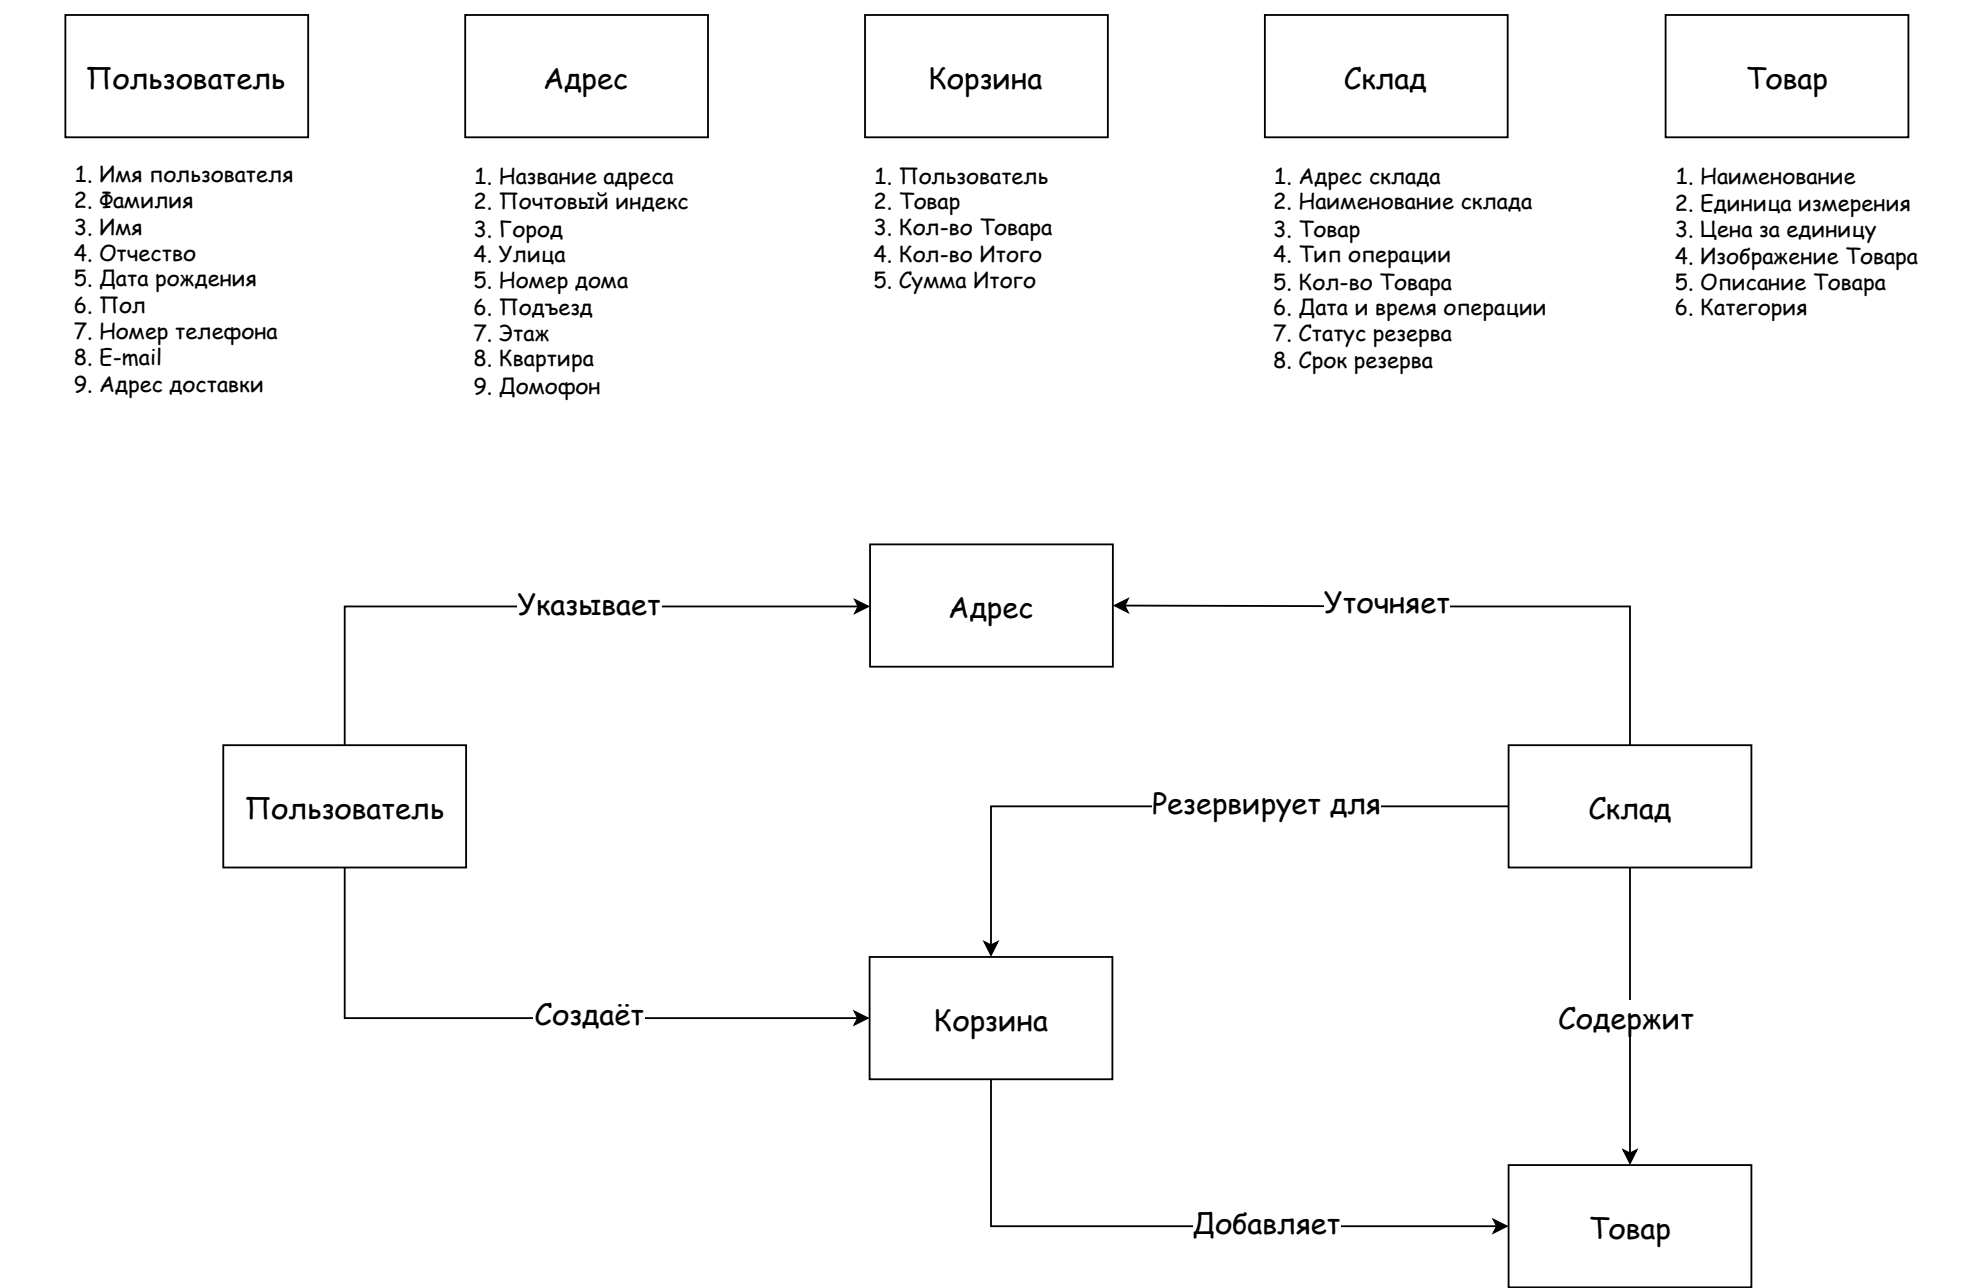 Пользователь
Адрес
Корзина
Склад
Товар
1. Имя пользователя
2. Фамилия
3. Имя
4. Отчество
5. Дата рождения
6. Пол
7. Номер телефона
8. E-mail
9. Адрес доставки
1. Название адреса
2. Почтовый индекс
3. Город
4. Улица
5. Номер дома
6. Подъезд
7. Этаж
8. Квартира
9. Домофон
1. Пользователь
2. Товар
3. Кол-во Товара
4. Кол-во Итого
5. Сумма Итого
1. Адрес склада
2. Наименование склада
3. Товар
4. Тип операции
5. Кол-во Товара
6. Дата и время операции
7. Статус резерва
8. Срок резерва
1. Наименование
2. Единица измерения
3. Цена за единицу
4. Изображение Товара
5. Описание Товара
6. Категория
Указывает
Адрес
Уточняет
Пользователь
Резервирует для
Склад
Создаёт
Корзина
Содержит
Добавляет
Товар